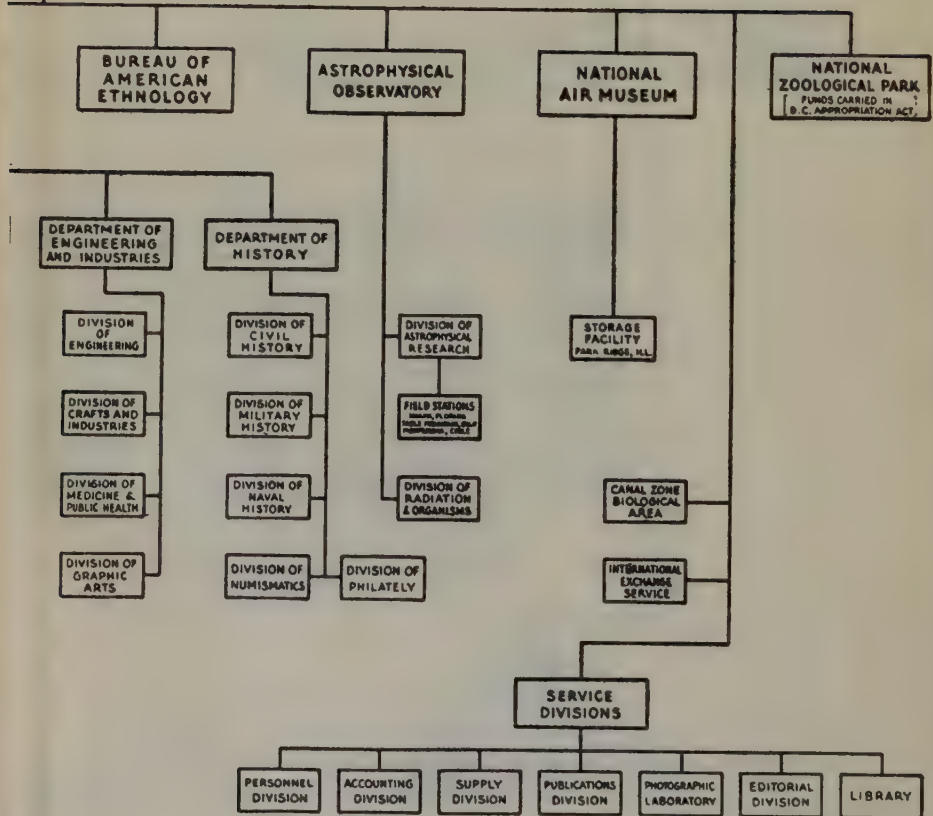 BUREAU OF
AMERICAN
ETHNOLOGY
ASTROPHYSICAL
OBSERVATORY
NATIONAL
AIR MUSEUM
NATIONAL
ZOOLOGICAL PARK
[FUNDS CARRIED IN
D.C. APPROPRIATION ACT]
DEPARTMENT OF
ENGINEERING
AND INDUSTRIES
DEPARTMENT OF
HISTORY
DIVISION
OF
ENGINEERING
DIVISION OF
CIVIL
HISTORY
DIVISION OF
ASTROPHYSICAL
RESEARCH
STORAGE
FACILITY
PARK RIDGE, ILL.
DIVISION OF
CRAFTS AND
INDUSTRIES
DIVISION OF
MILITARY
HISTORY
FIELD STATIONS
DIVISION OF
MEDICINE &
PUBLIC HEALTH
DIVISION OF
NAVAL
HISTORY
DIVISION OF
RADIATION
& ORGANISMS
CANAL ZONE
BIOLOGICAL
AREA
DIVISION OF
GRAPHIC
ARTS
DIVISION OF
NUMISMATICS
DIVISION OF
PHILATELY
INTERNATIONAL
EXCHANGE
SERVICE
SERVICE
DIVISIONS
PERSONNEL
DIVISION
ACCOUNTING
DIVISION
SUPPLY
DIVISION
PUBLICATIONS
DIVISION
PHOTOGRAPHIC
LABORATORY
EDITORIAL
DIVISION
LIBRARY